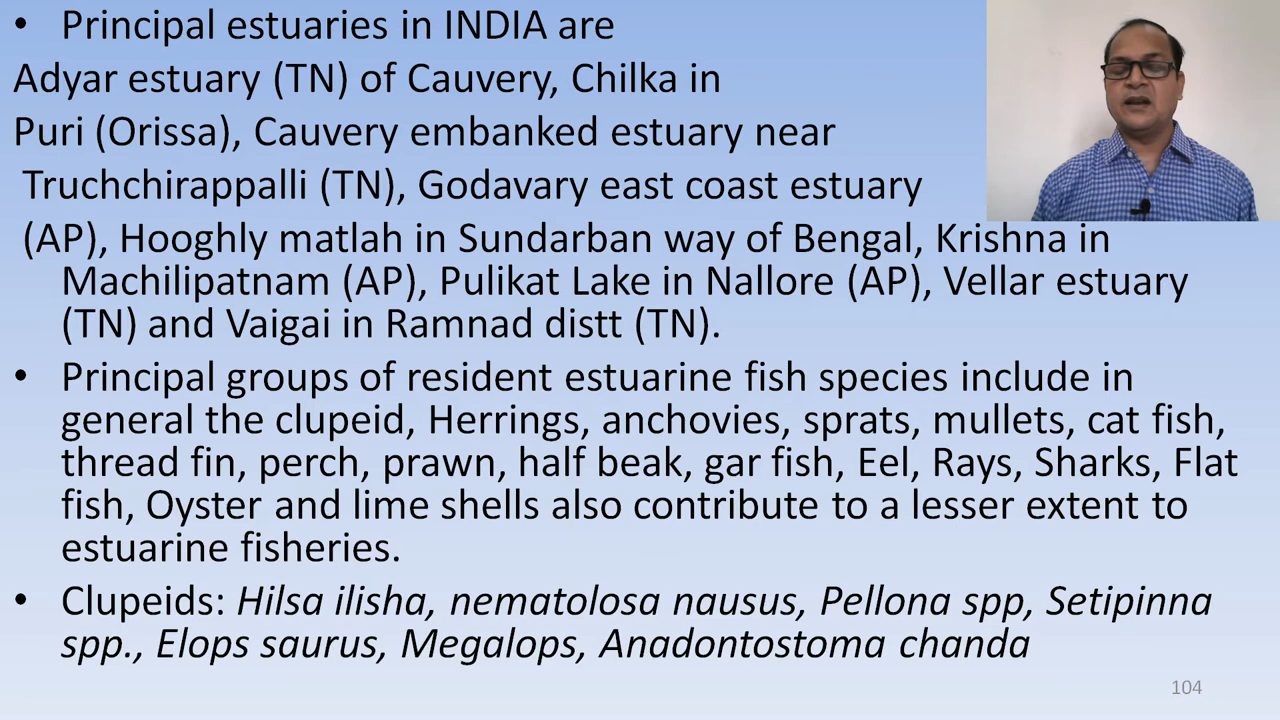 • Principal estuaries in INDIA are
Adyar estuary (TN) of Cauvery, Chilka in
Puri (Orissa), Cauvery embanked estuary near
Truchchirappalli (TN), Godavary east coast estuary
(AP), Hooghly matlah in Sundarban way of Bengal, Krishna in
Machilipatnam (AP), Pulikat Lake in Nallore (AP), Vellar estuary
(TN) and Vaigai in Ramnad distt (TN).
• Principal groups of resident estuarine fish species include in
general the clupeid, Herrings, anchovies, sprats, mullets, cat fish,
thread fin, perch, prawn, half beak, gar fish, Eel, Rays, Sharks, Flat
fish, Oyster and lime shells also contribute to a lesser extent to
estuarine fisheries.
• Clupeids: Hilsa ilisha, nematolosa nausus, Pellona spp, Setipinna
spp., Elops saurus, Megalops, Anadontostoma chanda
104